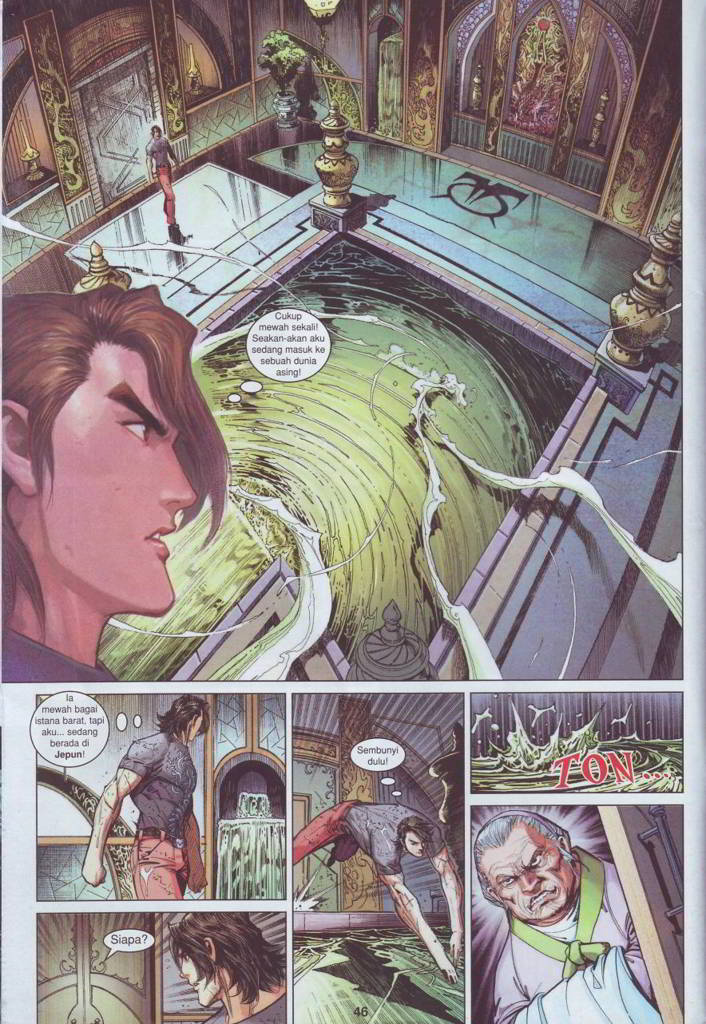 Cukup
mewah sekali!
Seakan-akan aku
sedang masuk ke
sebuah dunia
asing!
Ia
mewah bagai
istana barat, tapi
aku... sedang
berada di
Jepun!
Siapa?
Sembunyi
dulu!
TON....
46